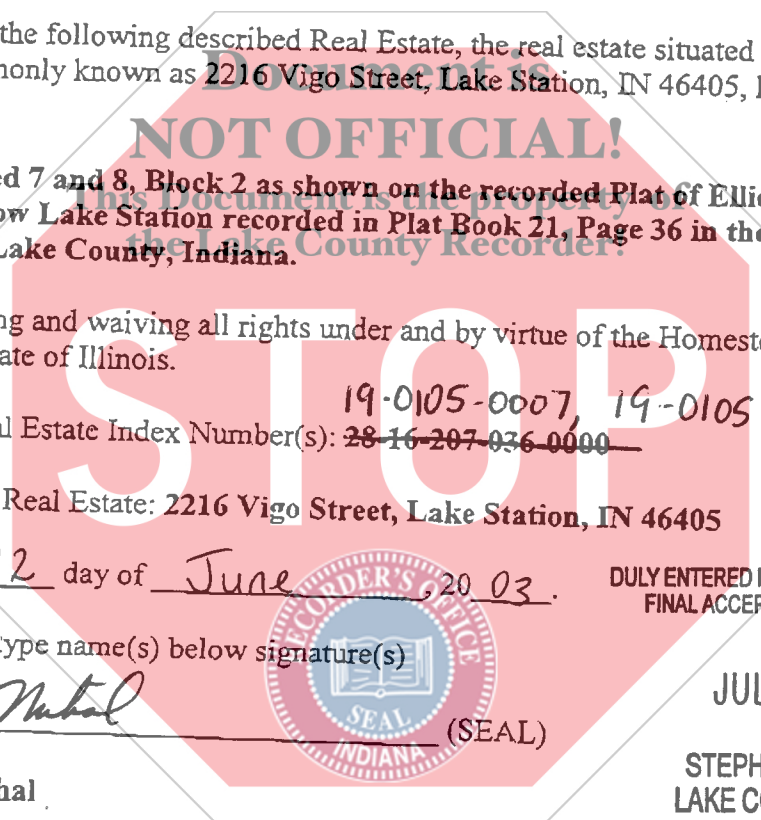 the following described Real Estate, the real estate situated
monly known as 2216 Vigo Street, Lake Station, IN 46405,
Document is
NOT OFFICIAL!
This Document is the property of
the Lake County Recorder!
ed 7 and 8, Block 2 as shown on the recorded Plat of
ow Lake Station recorded in Plat Book 21, Page 36 in the
Lake County, Indiana.
ng and waiving all rights under and by virtue of the
ate of Illinois.
STOP
19-0105-0007, 19-0105
al Estate Index Number(s): 28-16-207-036-0000
Real Estate: 2216 Vigo Street, Lake Station, IN 46405
2 day of June, 20 03.
DULY ENTERED
FINAL
type name(s) below signature(s)
(SEAL)
RECORDER'S OFFICE
SEAL
INDIANA
JUL
STEPH
LAKE
hal